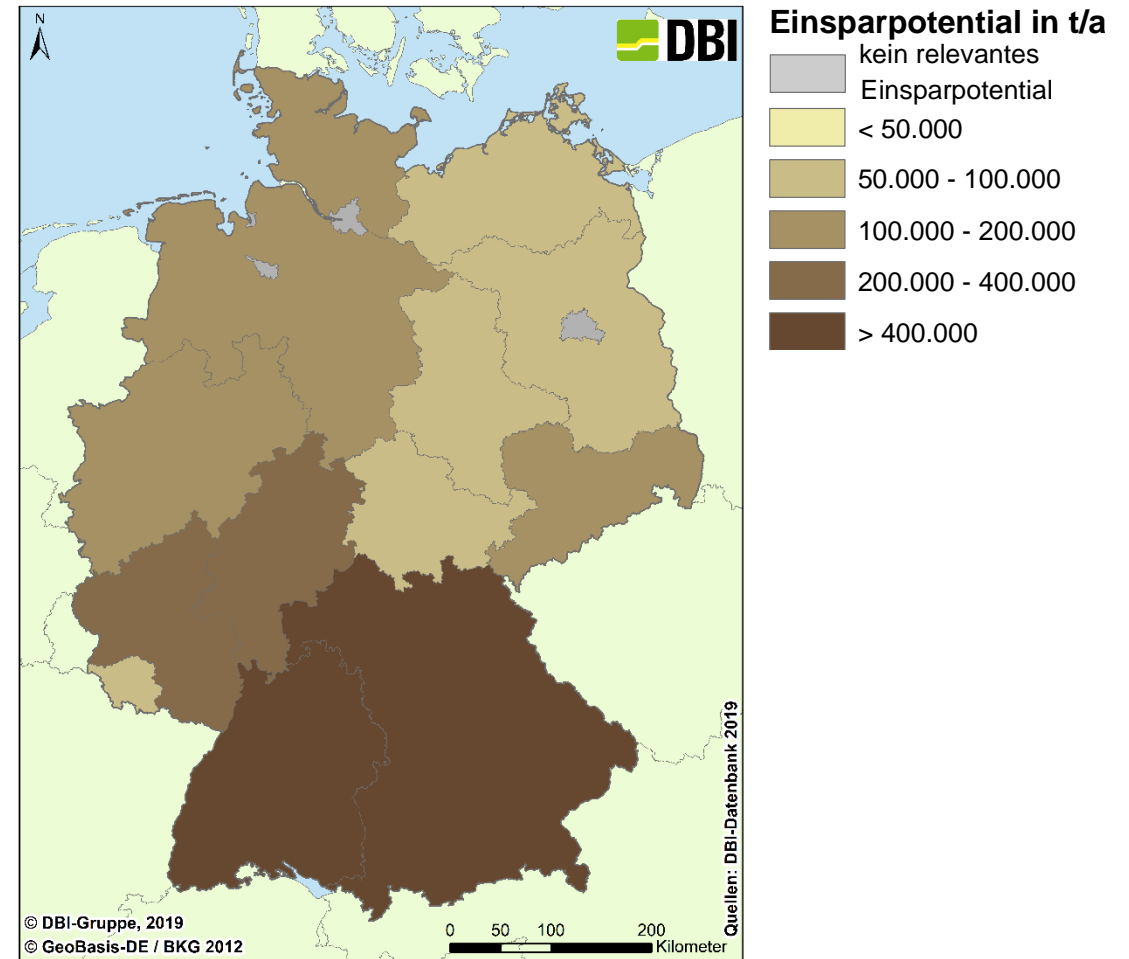 N
DBI
Einsparpotential in t/a
kein relevantes
Einsparpotential
< 50.000
50.000 - 100.000
100.000 - 200.000
200.000 - 400.000
> 400.000
Quellen: DBI-Datenbank 2019
© DBI-Gruppe, 2019
© GeoBasis-DE / BKG 2012
0 50 100 200
Kilometer